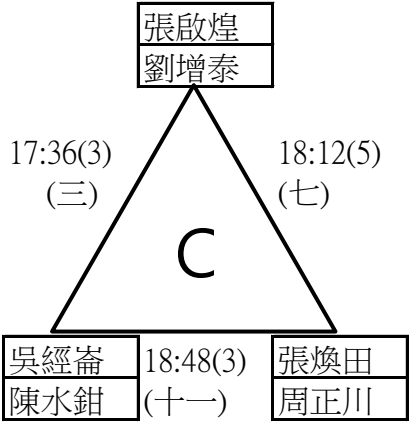 張啟煌
劉增泰
17:36(3)
(三)
18:12(5)
(七)
C
吳經崙
陳水鉗
18:48(3)
(十一)
張煥田
周正川